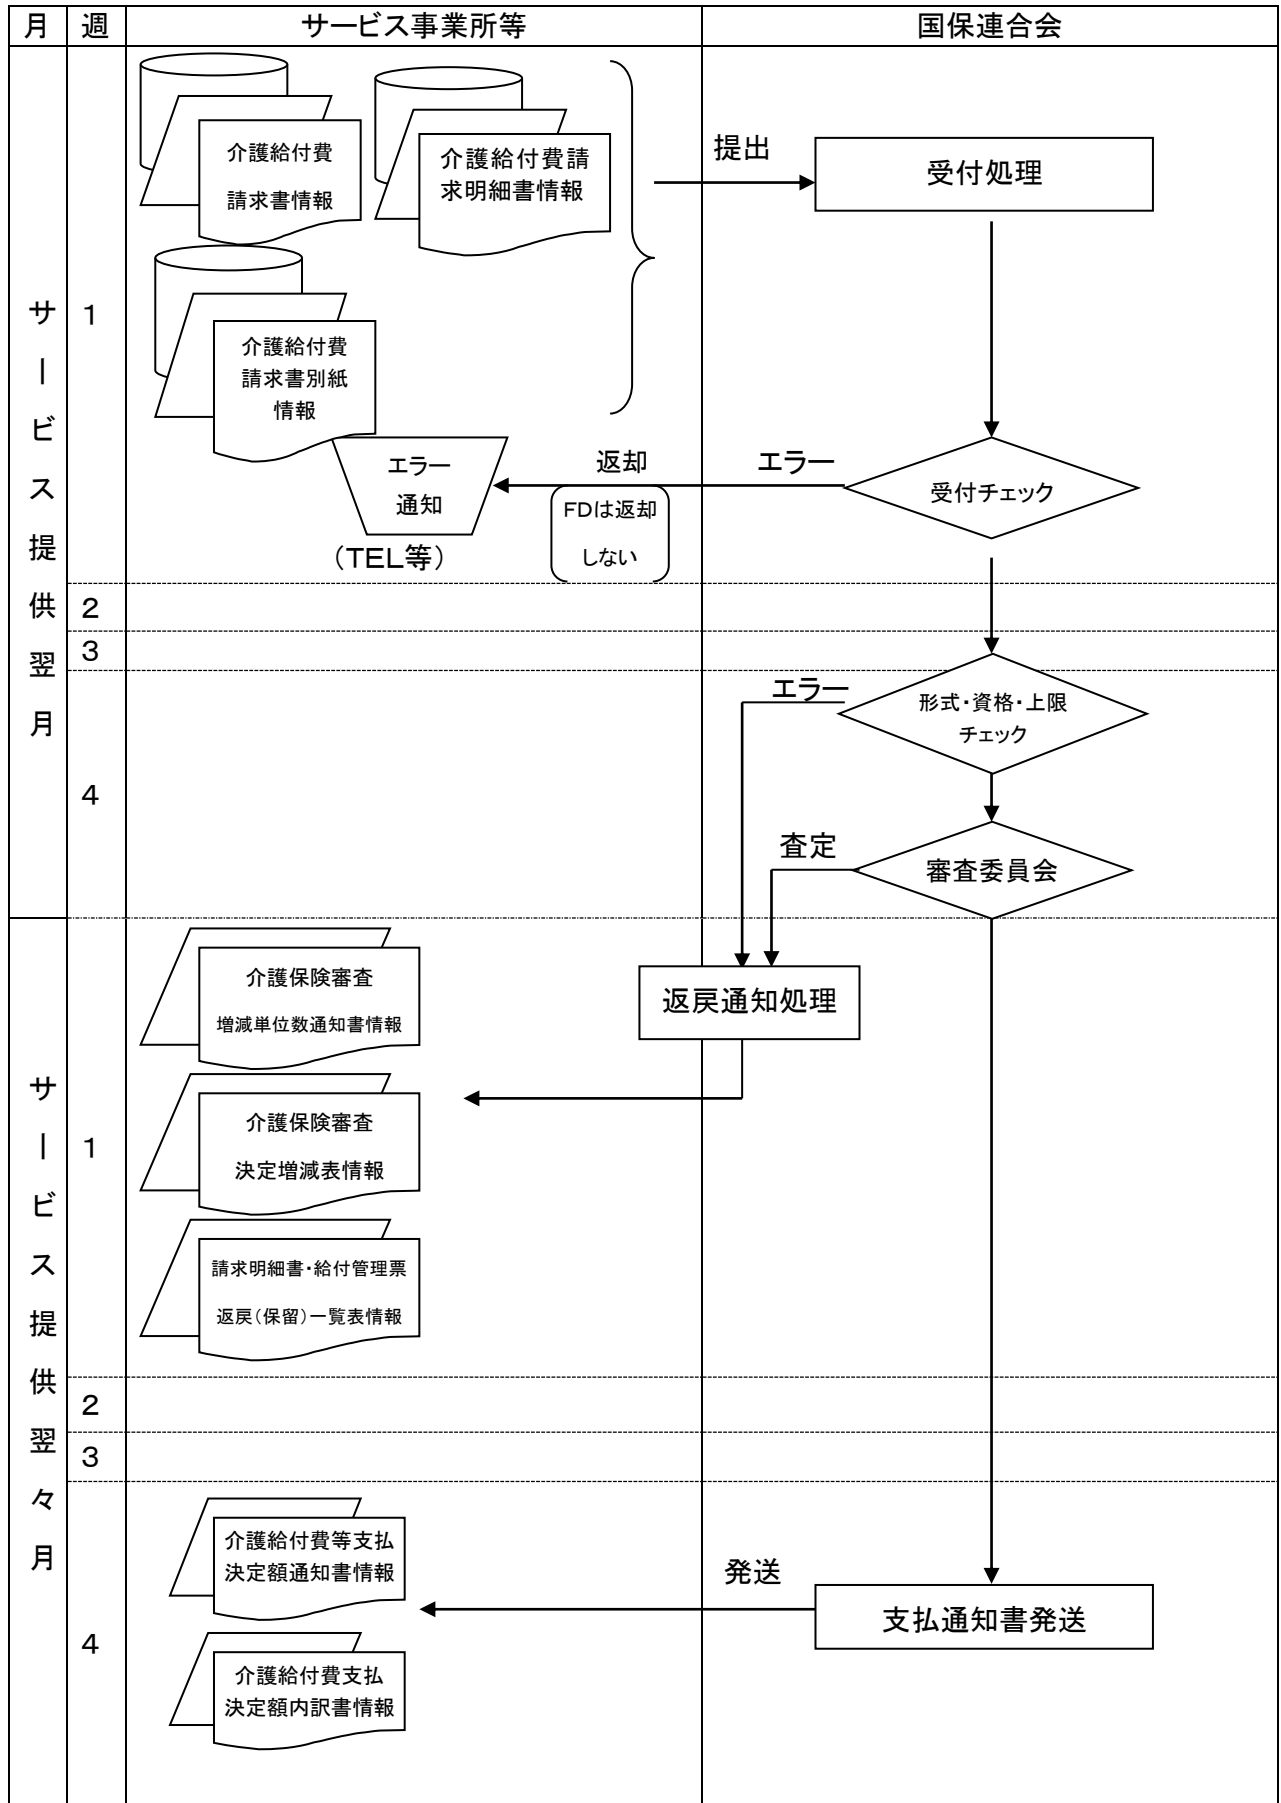 月
週
サービス事業所等
国保連合会
サービス提供翌月
1
介護給付費
請求書情報
介護給付費請
求明細書情報
提出
受付処理
介護給付費
請求書別紙
情報
エラー
通知
(TEL等)
返却
FDは返却
しない
エラー
受付チェック
2
3
4
エラー
形式・資格・上限
チェック
査定
審査委員会
サービス提供翌々月
1
介護保険審査
増減単位数通知書情報
返戻通知処理
介護保険審査
決定増減表情報
請求明細書・給付管理票
返戻(保留)一覧表情報
2
3
4
介護給付費等支払
決定額通知書情報
発送
支払通知書発送
介護給付費支払
決定額内訳書情報